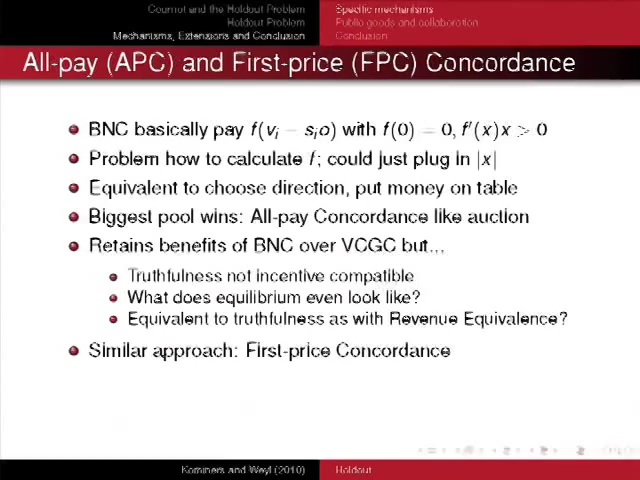 Cournot and the Holdout Problem
Holdout Problem
Mechanisms, Extensions and Conclusion
Specific mechanisms
Public goods and collaboration
Conclusion
All-pay (APC) and First-price (FPC) Concordance
BNC basically pay f(vᵢ − sᵢo) with f(0) = 0, f′(x)x > 0
Problem how to calculate f; could just plug in |x|
Equivalent to choose direction, put money on table
Biggest pool wins: All-pay Concordance like auction
Retains benefits of BNC over VCGC but...
Truthfulness not incentive compatible
What does equilibrium even look like?
Equivalent to truthfulness as with Revenue Equivalence?
Similar approach: First-price Concordance
Kominers and Weyl (2010)
Holdout